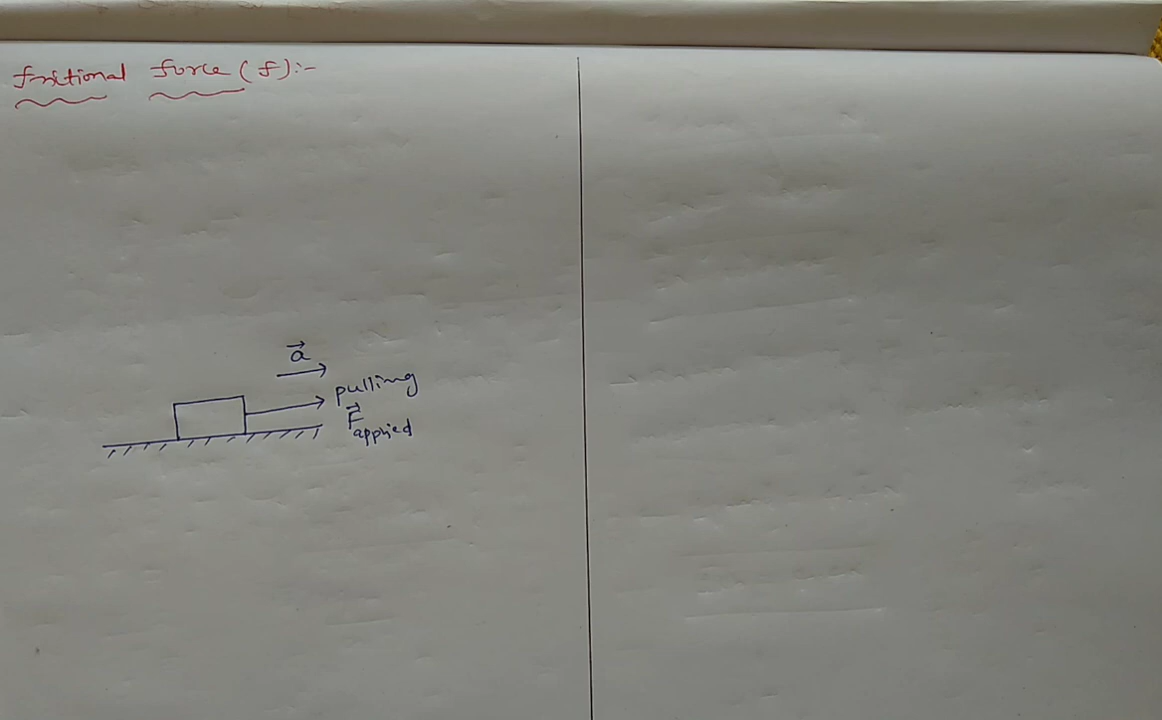 frictional force (f):-
a⃗
pulling
F⃗ applied